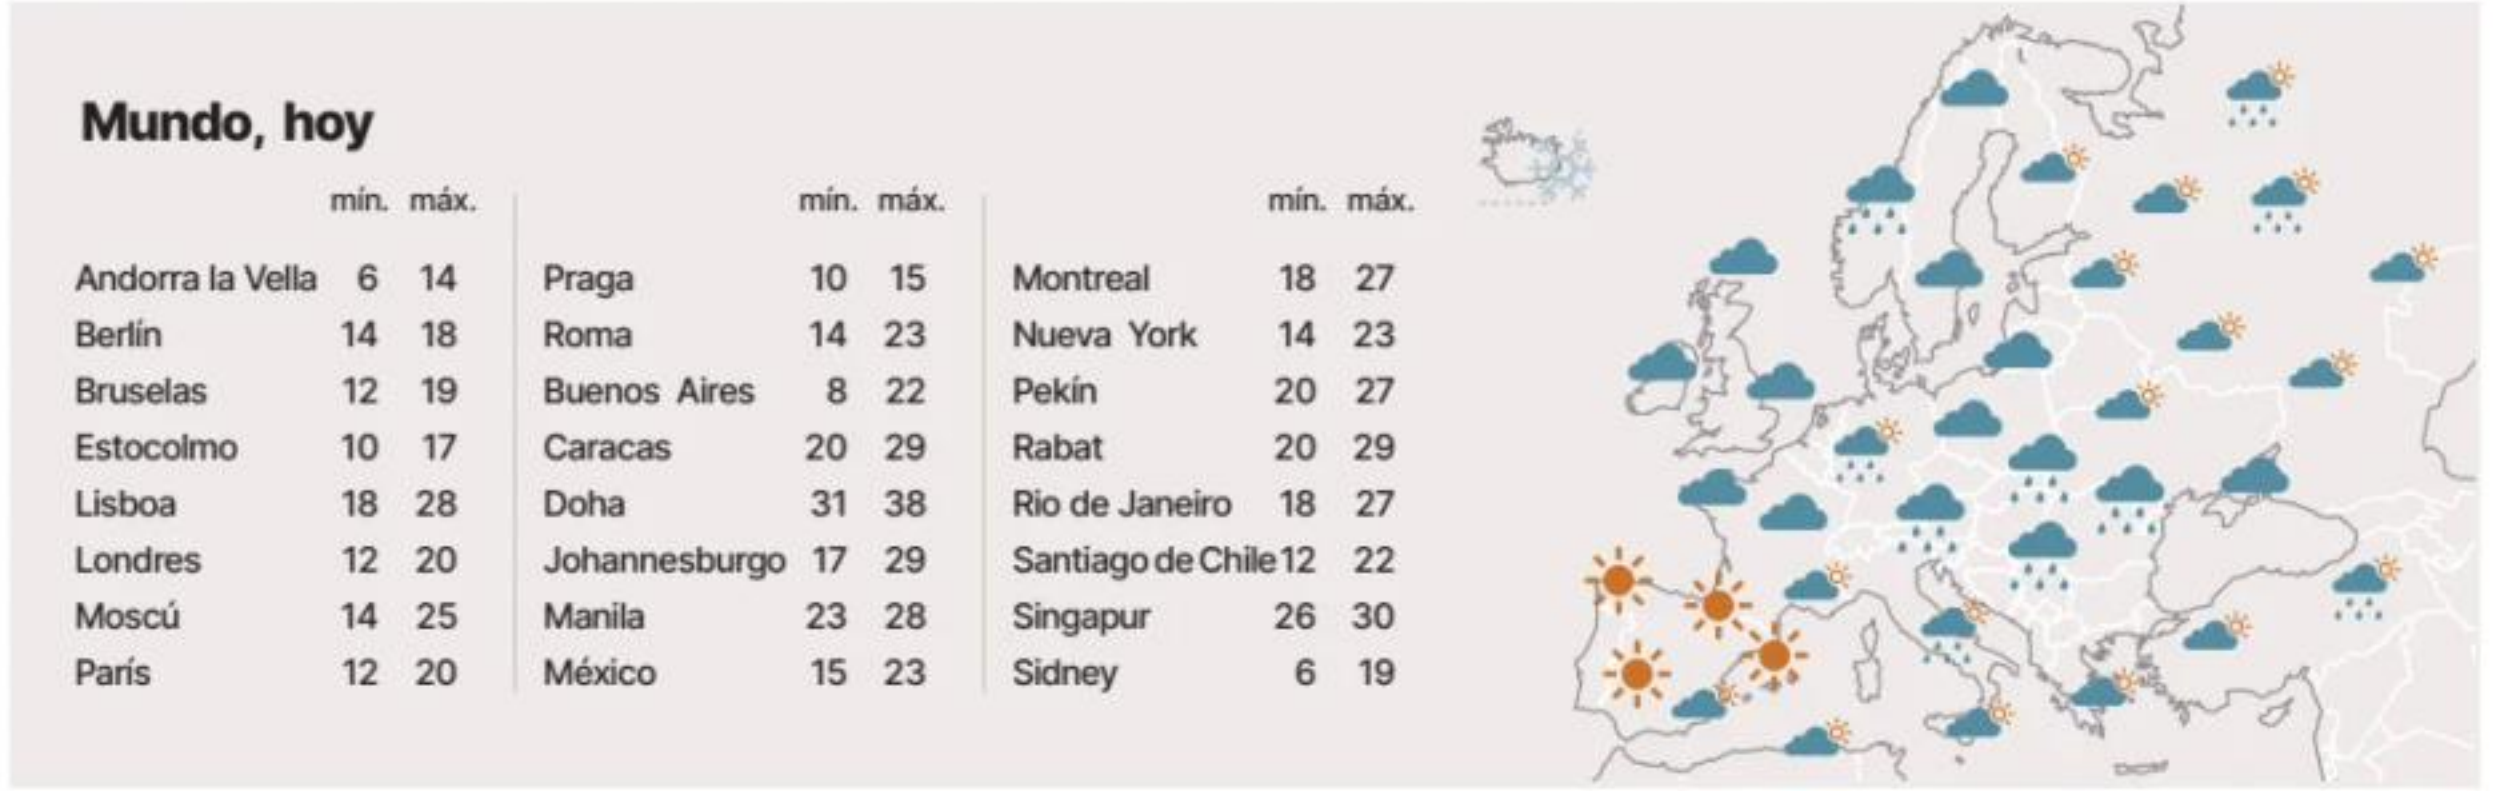 Mundo, hoy
mín. máx.
Andorra la Vella 6 14
Berlín 14 18
Bruselas 12 19
Estocolmo 10 17
Lisboa 18 28
Londres 12 20
Moscú 14 25
París 12 20
mín. máx.
Praga 10 15
Roma 14 23
Buenos Aires 8 22
Caracas 20 29
Doha 31 38
Johannesburgo 17 29
Manila 23 28
México 15 23
mín. máx.
Montreal 18 27
Nueva York 14 23
Pekín 20 27
Rabat 20 29
Rio de Janeiro 18 27
Santiago de Chile 12 22
Singapur 26 30
Sidney 6 19